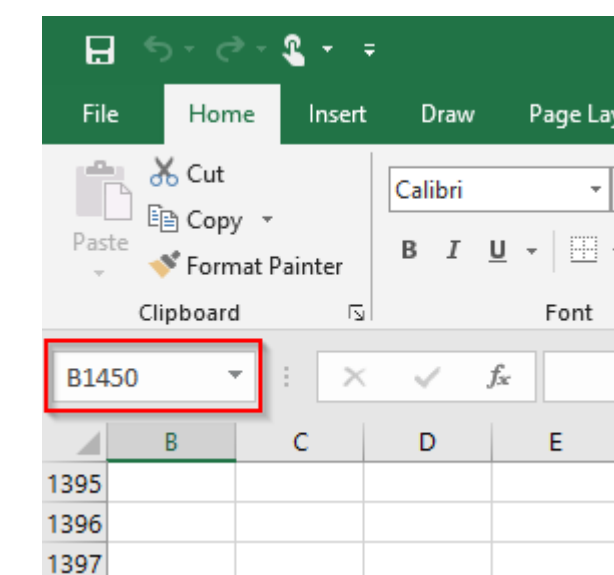 File Home Insert Draw Page Lay
Cut
Calibri
Copy
Paste
B I U
Format Painter
Clipboard Font
B1450 fx
B C D E
1395
1396
1397